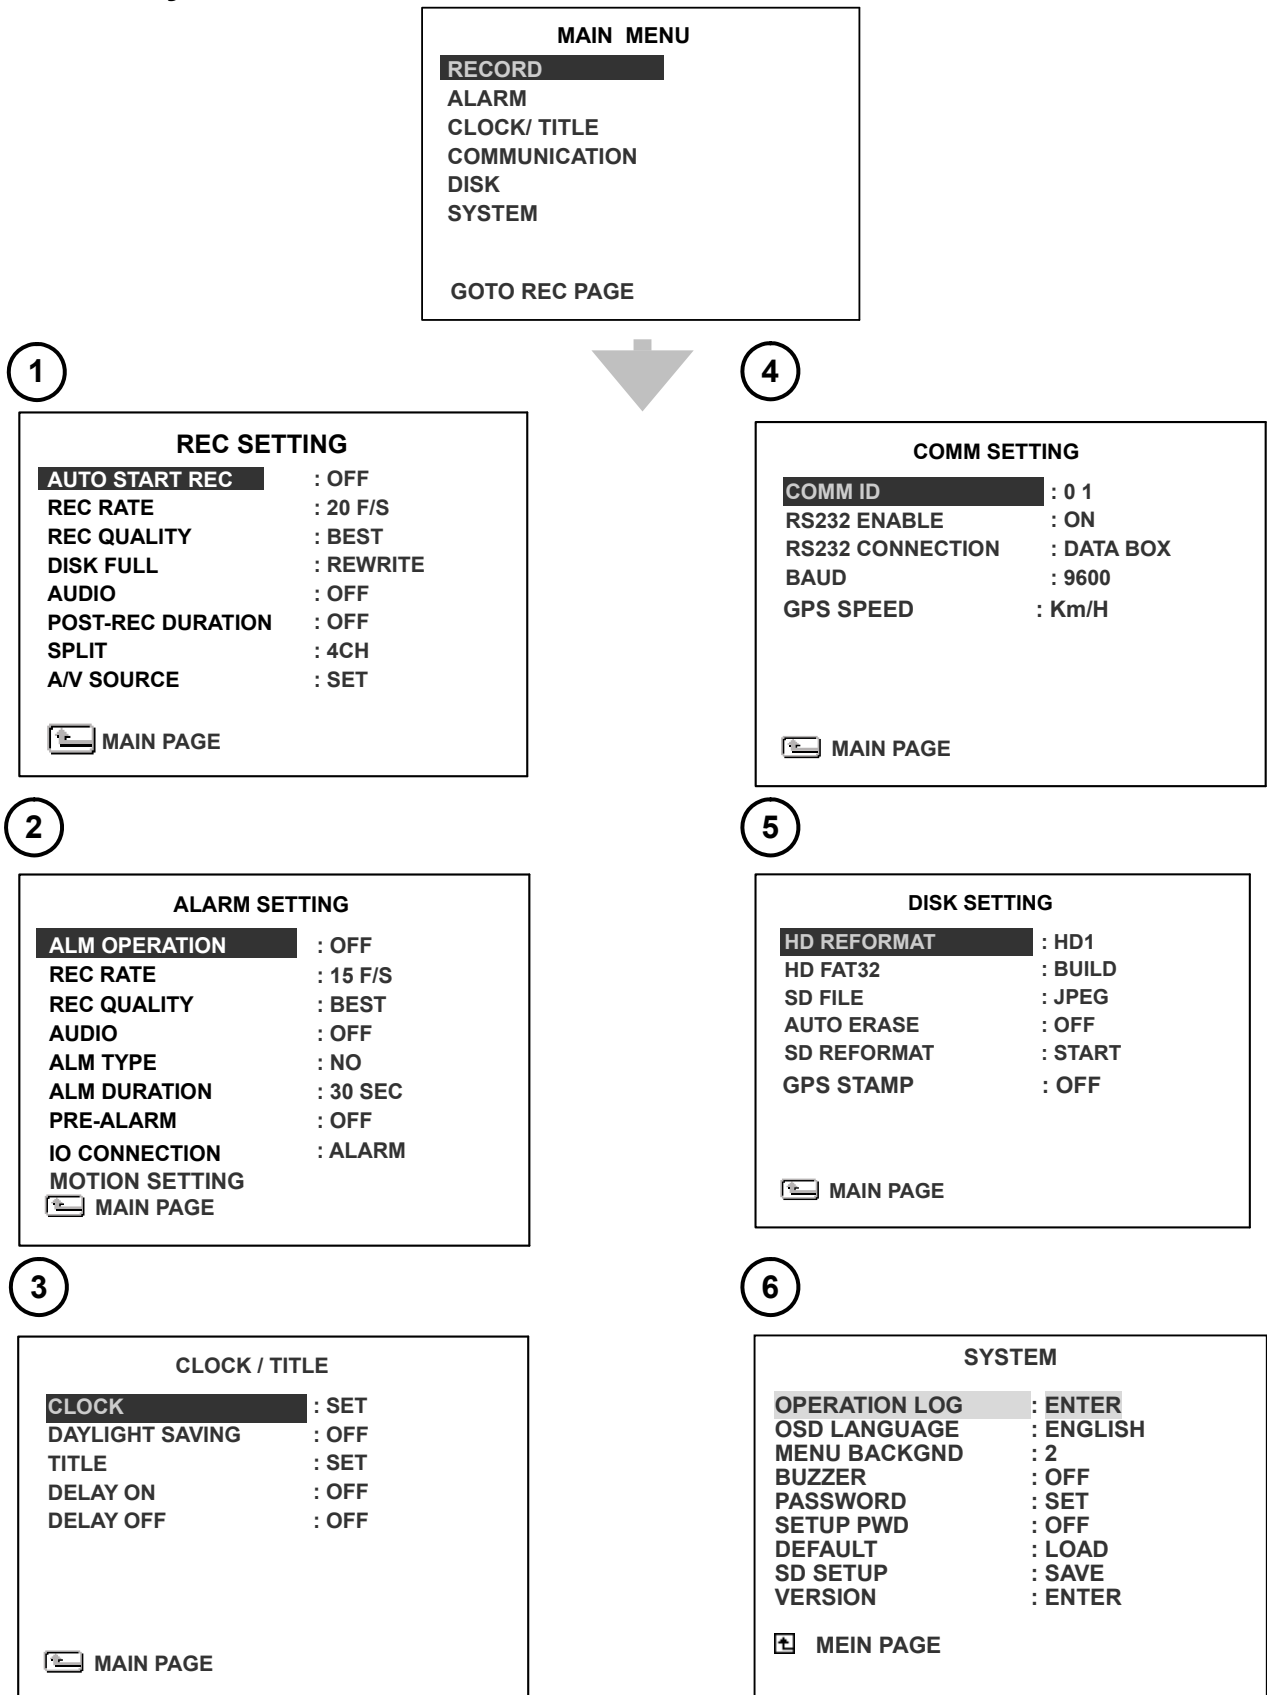 MAIN MENU
RECORD
ALARM
CLOCK/ TITLE
COMMUNICATION
DISK
SYSTEM
GOTO REC PAGE
1
REC SETTING
AUTO START REC : OFF
REC RATE : 20 F/S
REC QUALITY : BEST
DISK FULL : REWRITE
AUDIO : OFF
POST-REC DURATION : OFF
SPLIT : 4CH
A/V SOURCE : SET
MAIN PAGE
2
ALARM SETTING
ALM OPERATION : OFF
REC RATE : 15 F/S
REC QUALITY : BEST
AUDIO : OFF
ALM TYPE : NO
ALM DURATION : 30 SEC
PRE-ALARM : OFF
IO CONNECTION : ALARM
MOTION SETTING
MAIN PAGE
3
CLOCK / TITLE
CLOCK : SET
DAYLIGHT SAVING : OFF
TITLE : SET
DELAY ON : OFF
DELAY OFF : OFF
MAIN PAGE
4
COMM SETTING
COMM ID : 0 1
RS232 ENABLE : ON
RS232 CONNECTION : DATA BOX
BAUD : 9600
GPS SPEED : Km/H
MAIN PAGE
5
DISK SETTING
HD REFORMAT : HD1
HD FAT32 : BUILD
SD FILE : JPEG
AUTO ERASE : OFF
SD REFORMAT : START
GPS STAMP : OFF
MAIN PAGE
6
SYSTEM
OPERATION LOG : ENTER
OSD LANGUAGE : ENGLISH
MENU BACKGND : 2
BUZZER : OFF
PASSWORD : SET
SETUP PWD : OFF
DEFAULT : LOAD
SD SETUP : SAVE
VERSION : ENTER
MEIN PAGE